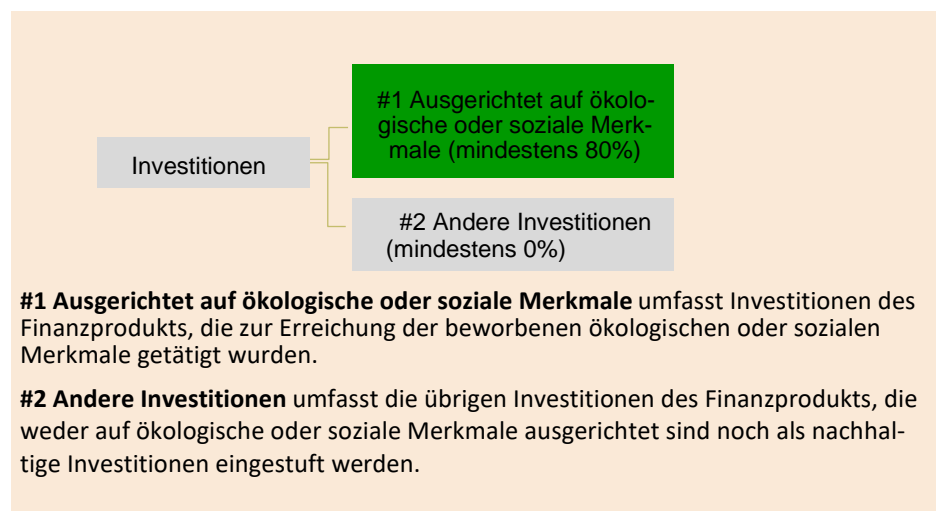 #1 Ausgerichtet auf ökolo-
gische oder soziale Merk-
male (mindestens 80%)
Investitionen
#2 Andere Investitionen
(mindestens 0%)
#1 Ausgerichtet auf ökologische oder soziale Merkmale umfasst Investitionen des
Finanzprodukts, die zur Erreichung der beworbenen ökologischen oder sozialen
Merkmale getätigt wurden.
#2 Andere Investitionen umfasst die übrigen Investitionen des Finanzprodukts, die
weder auf ökologische oder soziale Merkmale ausgerichtet sind noch als nachhal-
tige Investitionen eingestuft werden.